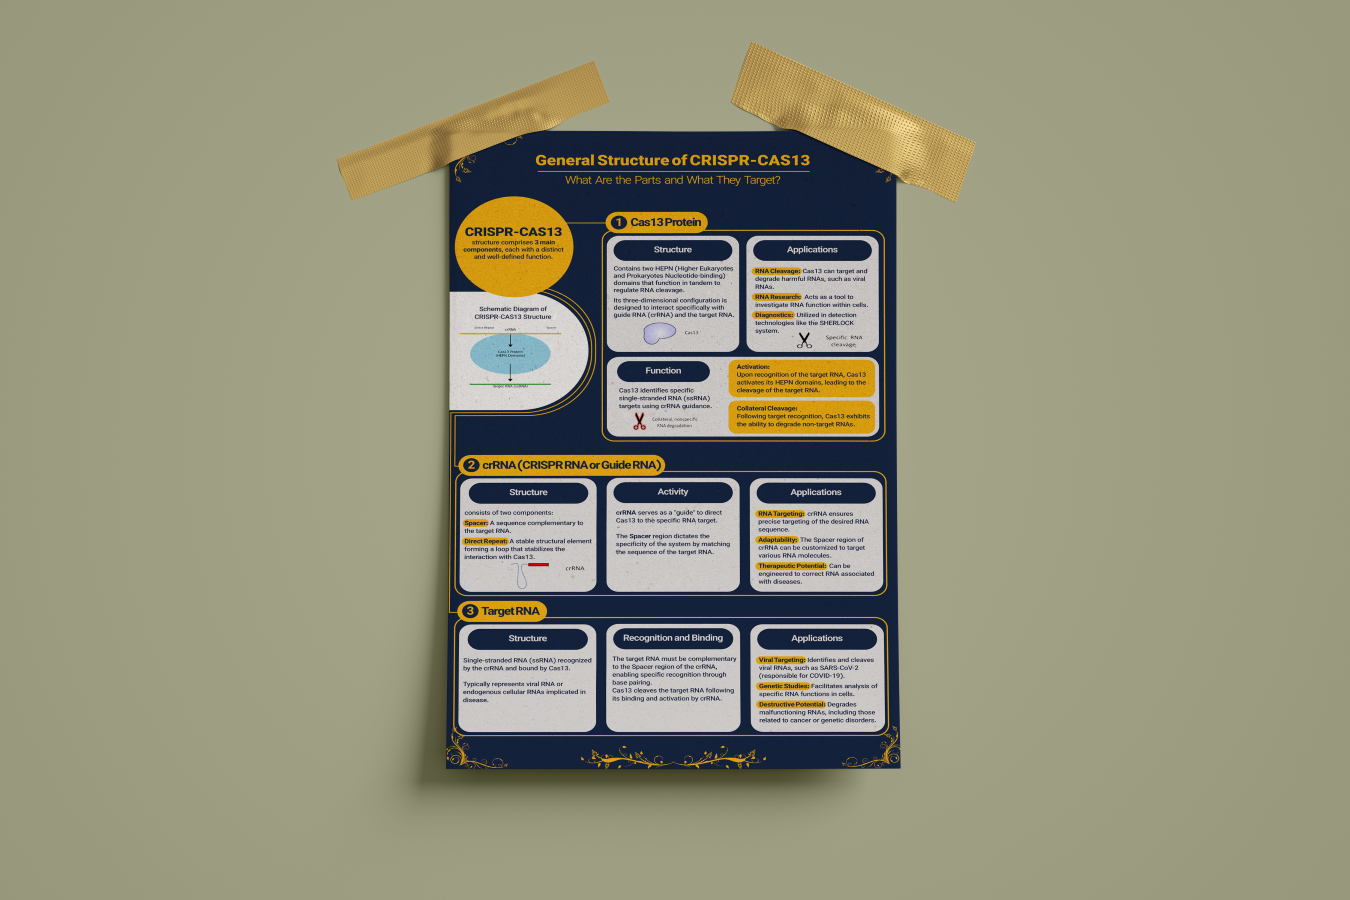 General Structure of CRISPR-CAS13
What Are the Parts and What They Target?
CRISPR-CAS13
structure comprises 3 main
components, each with a distinct
and well-defined function.
Schematic Diagram of
CRISPR-CAS13 Structure
Direct Repeat
crRNA
Spacer
Cas13 Protein
(HEPN Domains)
Target RNA (ssRNA)
1 Cas13 Protein
Structure
Contains two HEPN (Higher Eukaryotes
and Prokaryotes Nucleotide-binding)
domains that function in tandem to
regulate RNA cleavage.
Its three-dimensional configuration is
designed to interact specifically with
guide RNA (crRNA) and the target RNA.
Cas13
Applications
RNA Cleavage: Cas13 can target and
degrade harmful RNAs, such as viral
RNAs.
RNA Research: Acts as a tool to
investigate RNA function within cells.
Diagnostics: Utilized in detection
technologies like the SHERLOCK
system.
Specific RNA
cleavage
Function
Cas13 identifies specific
single-stranded RNA (ssRNA)
targets using crRNA guidance.
Collateral, nonspecific
RNA degradation
Activation:
Upon recognition of the target RNA, Cas13
activates its HEPN domains, leading to the
cleavage of the target RNA.
Collateral Cleavage:
Following target recognition, Cas13 exhibits
the ability to degrade non-target RNAs.
2 crRNA (CRISPR RNA or Guide RNA)
Structure
consists of two components:
Spacer: A sequence complementary to
the target RNA.
Direct Repeat: A stable structural element
forming a loop that stabilizes the
interaction with Cas13.
crRNA
Activity
crRNA serves as a "guide" to direct
Cas13 to the specific RNA target.
The Spacer region dictates the
specificity of the system by matching
the sequence of the target RNA.
Applications
RNA Targeting: crRNA ensures
precise targeting of the desired RNA
sequence.
Adaptability: The Spacer region of
crRNA can be customized to target
various RNA molecules.
Therapeutic Potential: Can be
engineered to correct RNA associated
with diseases.
3 Target RNA
Structure
Single-stranded RNA (ssRNA) recognized
by the crRNA and bound by Cas13.
Typically represents viral RNA or
endogenous cellular RNAs implicated in
disease.
Recognition and Binding
The target RNA must be complementary
to the Spacer region of the crRNA,
enabling specific recognition through
base pairing.
Cas13 cleaves the target RNA following
its binding and activation by crRNA.
Applications
Viral Targeting: Identifies and cleaves
viral RNAs, such as SARS-CoV-2
(responsible for COVID-19).
Genetic Studies: Facilitates analysis of
specific RNA functions in cells.
Destructive Potential: Degrades
malfunctioning RNAs, including those
related to cancer or genetic disorders.